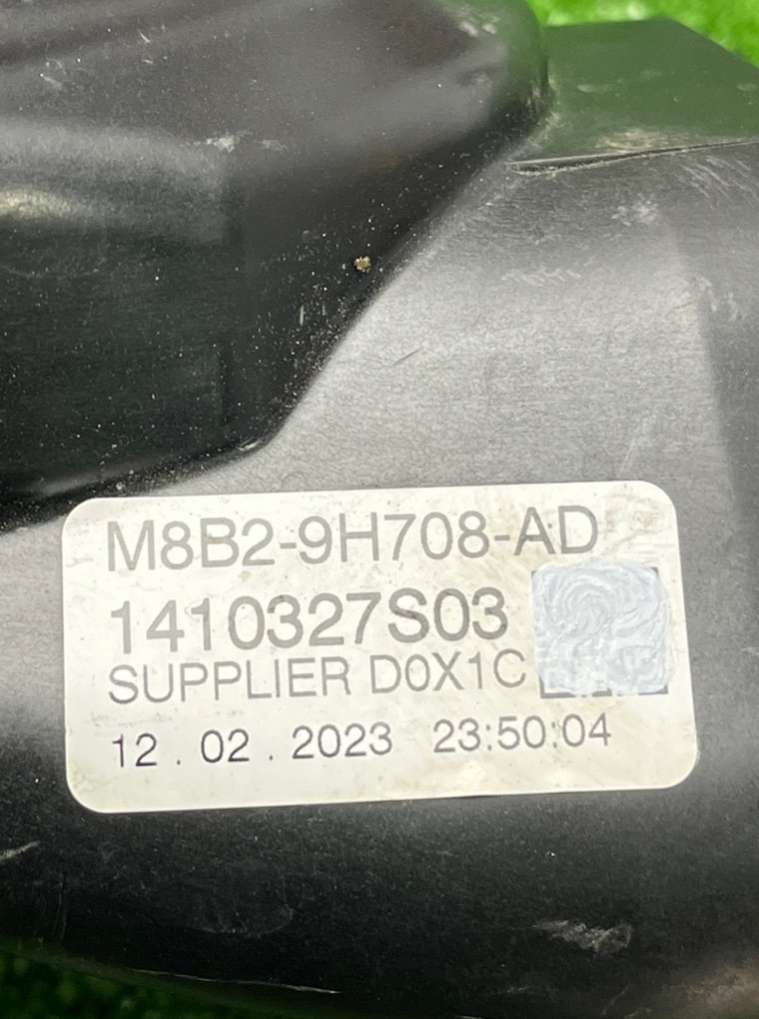 M8B2-9H708-AD
1410327S03
SUPPLIER D0X1C
12 . 02 . 2023 23:50:04